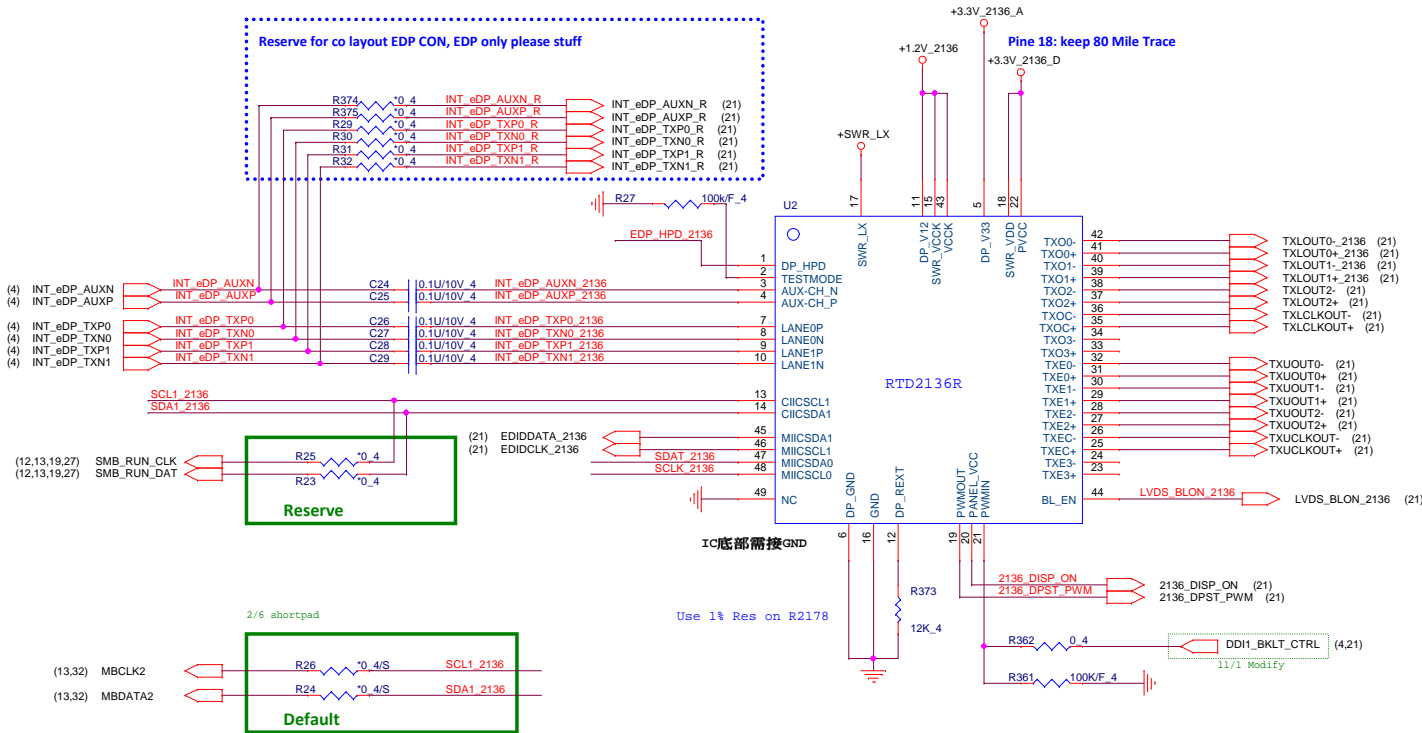 +3.3V_2136_A
Reserve for co layout EDP CON, EDP only please stuff
Pine 18: keep 80 Mile Trace
+1.2V_2136
+3.3V_2136_D
+SWR_LX
R374 *0_4 INT_eDP_AUXN_R INT_eDP_AUXN_R (21)
R375 *0_4 INT_eDP_AUXP_R INT_eDP_AUXP_R (21)
R29 *0_4 INT_eDP_TXP0_R INT_eDP_TXP0_R (21)
R30 *0_4 INT_eDP_TXN0_R INT_eDP_TXN0_R (21)
R31 *0_4 INT_eDP_TXP1_R INT_eDP_TXP1_R (21)
R32 *0_4 INT_eDP_TXN1_R INT_eDP_TXN1_R (21)
R27 100k/F_4
EDP_HPD_2136
(4) INT_eDP_AUXN INT_eDP_AUXN C24 0.1U/10V_4 INT_eDP_AUXN_2136
(4) INT_eDP_AUXP INT_eDP_AUXP C25 0.1U/10V_4 INT_eDP_AUXP_2136
(4) INT_eDP_TXP0 INT_eDP_TXP0 C26 0.1U/10V_4 INT_eDP_TXP0_2136
(4) INT_eDP_TXN0 INT_eDP_TXN0 C27 0.1U/10V_4 INT_eDP_TXN0_2136
(4) INT_eDP_TXP1 INT_eDP_TXP1 C28 0.1U/10V_4 INT_eDP_TXP1_2136
(4) INT_eDP_TXN1 INT_eDP_TXN1 C29 0.1U/10V_4 INT_eDP_TXN1_2136
SCL1_2136
SDA1_2136
(21) EDIDDATA_2136
(21) EDIDCLK_2136
SDAT_2136
SCLK_2136
(12,13,19,27) SMB_RUN_CLK R25 *0_4
(12,13,19,27) SMB_RUN_DAT R23 *0_4
Reserve
U2
17 SWR_LX
11 DP_V12
15 SWR_VCCK
43 VCCK
5 DP_V33
18 SWR_VDD
22 PVCC
1 DP_HPD
2 TESTMODE
3 AUX-CH_N
4 AUX-CH_P
7 LANE0P
8 LANE0N
9 LANE1P
10 LANE1N
13 CIICSCL1
14 CIICSDA1
45 MIICSDA1
46 MIICSCL1
47 MIICSDA0
48 MIICSCL0
49 NC
RTD2136R
TXO0- 42 TXLOUT0-_2136 (21)
TXO0+ 41 TXLOUT0+_2136 (21)
TXO1- 40 TXLOUT1-_2136 (21)
TXO1+ 39 TXLOUT1+_2136 (21)
TXO2- 38 TXLOUT2- (21)
TXO2+ 37 TXLOUT2+ (21)
TXOC- 36 TXLCLKOUT- (21)
TXOC+ 35 TXLCLKOUT+ (21)
TXO3- 34
TXO3+ 33
TXE0- 32 TXUOUT0- (21)
TXE0+ 31 TXUOUT0+ (21)
TXE1- 30 TXUOUT1- (21)
TXE1+ 29 TXUOUT1+ (21)
TXE2- 28 TXUOUT2- (21)
TXE2+ 27 TXUOUT2+ (21)
TXEC- 26 TXUCLKOUT- (21)
TXEC+ 25 TXUCLKOUT+ (21)
TXE3- 24
TXE3+ 23
BL_EN 44 LVDS_BLON_2136 LVDS_BLON_2136 (21)
DP_GND 6
GND 16
DP_REXT 12
PWMOUT 19
PANEL_VCC 20
PWMIN 21
IC底部需接GND
R373
12K_4
Use 1% Res on R2178
2136_DISP_ON 2136_DISP_ON (21)
2136_DPST_PWM 2136_DPST_PWM (21)
R362 0_4 DDI1_BKLT_CTRL (4,21)
11/1 Modify
R361 100K/F_4
2/6 shortpad
(13,32) MBCLK2 R26 *0_4/S SCL1_2136
(13,32) MBDATA2 R24 *0_4/S SDA1_2136
Default